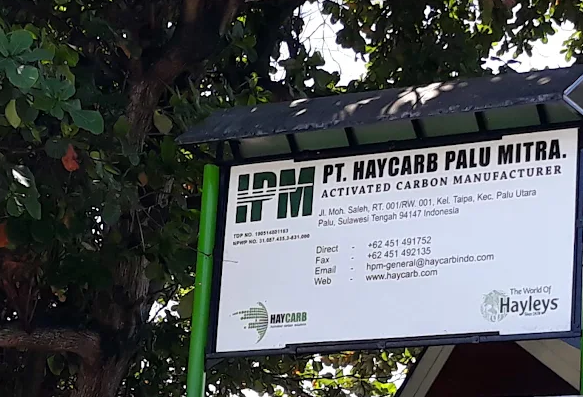 HPM
PT. HAYCARB PALU MITRA.
ACTIVATED CARBON MANUFACTURER
Jl. Moh. Saleh, RT. 001/RW. 001, Kel. Taipa, Kec. Palu Utara
Palu, Sulawesi Tengah 94147 Indonesia
Direct - +62 451 491752
Fax - +62 451 492135
Email - hpm-general@haycarbindo.com
Web - www.haycarb.com
HAYCARB
The World Of
Hayleys